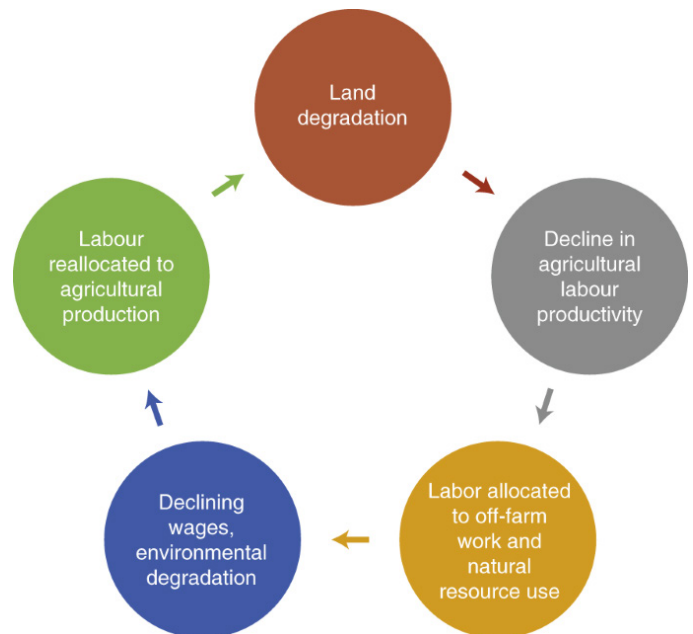 Land
degradation
Decline in
agricultural
labour
productivity
Labor allocated
to off-farm
work and
natural
resource use
Declining
wages,
environmental
degradation
Labour
reallocated to
agricultural
production